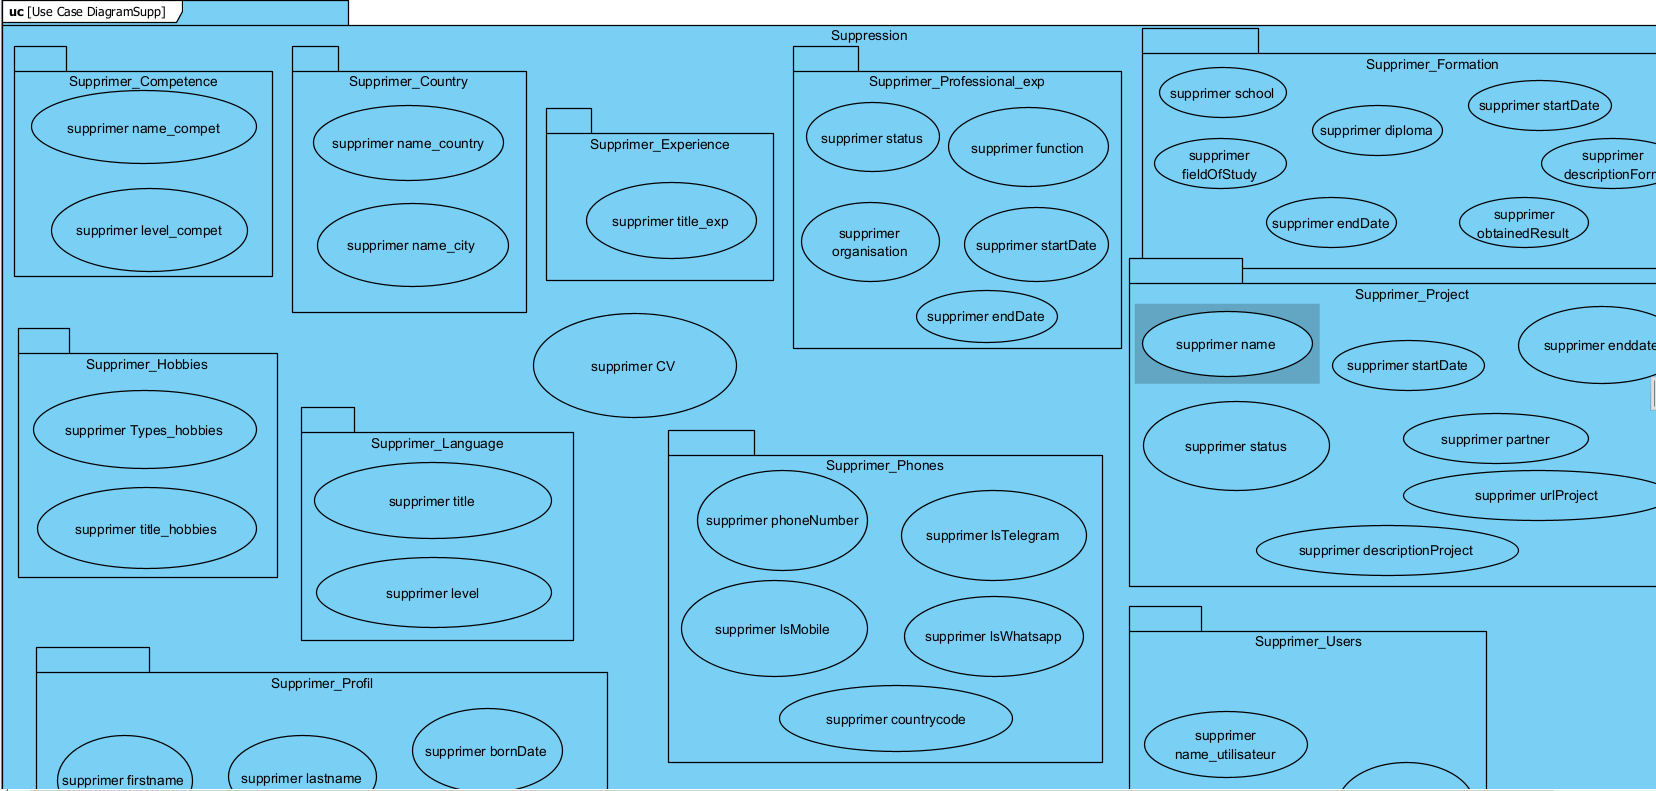 uc [Use Case DiagramSupp]
Suppression
Supprimer_Competence
supprimer name_compet
supprimer level_compet
Supprimer_Country
supprimer name_country
supprimer name_city
Supprimer_Experience
supprimer title_exp
Supprimer_Professional_exp
supprimer status
supprimer function
supprimer
organisation
supprimer startDate
supprimer endDate
Supprimer_Formation
supprimer school
supprimer diploma
supprimer startDate
supprimer
fieldOfStudy
supprimer
descriptionForm
supprimer endDate
supprimer
obtainedResult
supprimer CV
Supprimer_Project
supprimer name
supprimer startDate
supprimer enddate
supprimer status
supprimer partner
supprimer urlProject
supprimer descriptionProject
Supprimer_Hobbies
supprimer Types_hobbies
supprimer title_hobbies
Supprimer_Language
supprimer title
supprimer level
Supprimer_Phones
supprimer phoneNumber
supprimer IsTelegram
supprimer IsMobile
supprimer IsWhatsapp
supprimer countrycode
Supprimer_Profil
supprimer firstname
supprimer lastname
supprimer bornDate
Supprimer_Users
supprimer
name_utilisateur